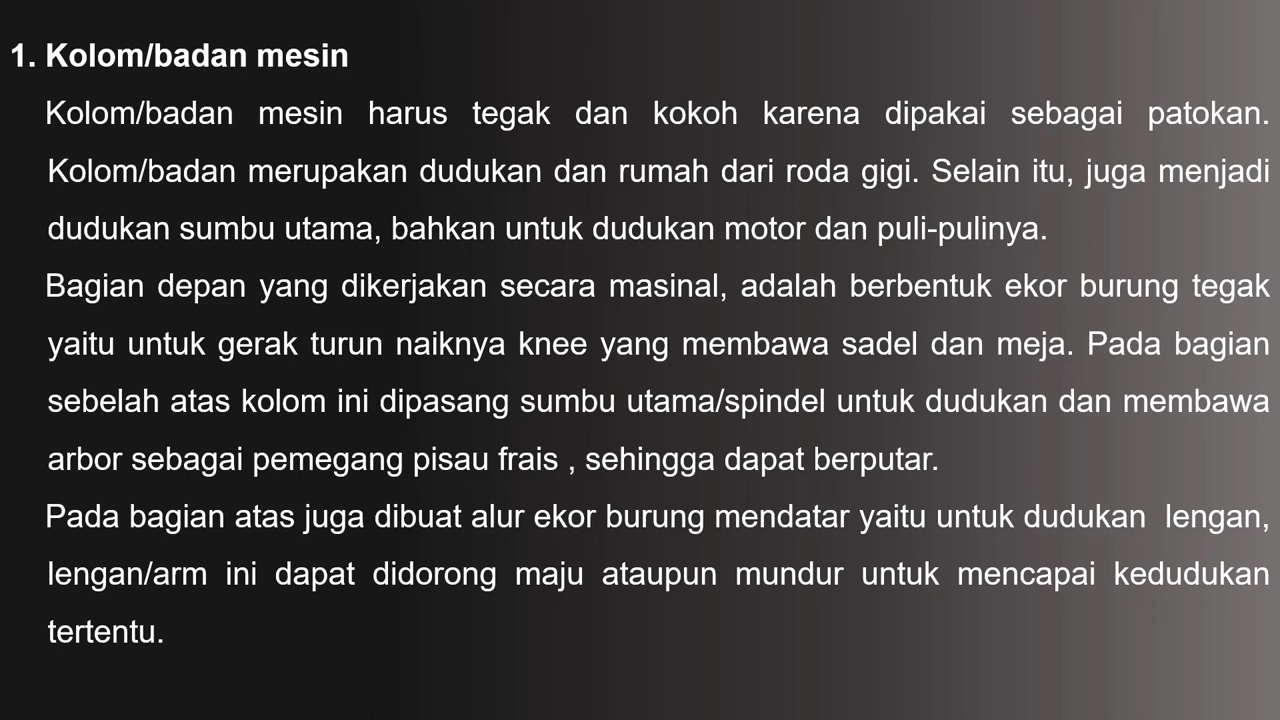 1. Kolom/badan mesin
Kolom/badan mesin harus tegak dan kokoh karena dipakai sebagai patokan.
Kolom/badan merupakan dudukan dan rumah dari roda gigi. Selain itu, juga menjadi
dudukan sumbu utama, bahkan untuk dudukan motor dan puli-pulinya.
Bagian depan yang dikerjakan secara masinal, adalah berbentuk ekor burung tegak
yaitu untuk gerak turun naiknya knee yang membawa sadel dan meja. Pada bagian
sebelah atas kolom ini dipasang sumbu utama/spindel untuk dudukan dan membawa
arbor sebagai pemegang pisau frais , sehingga dapat berputar.
Pada bagian atas juga dibuat alur ekor burung mendatar yaitu untuk dudukan  lengan,
lengan/arm ini dapat didorong maju ataupun mundur untuk mencapai kedudukan
tertentu.